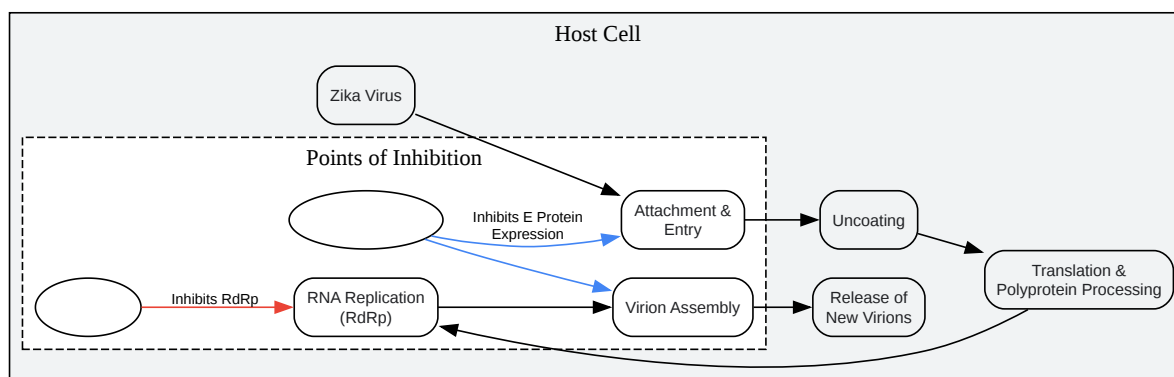 Host Cell
Zika Virus
Points of Inhibition
Inhibits E Protein
Expression
Attachment &
Entry
Uncoating
Translation &
Polyprotein Processing
Inhibits RdRp
RNA Replication
(RdRp)
Virion Assembly
Release of
New Virions